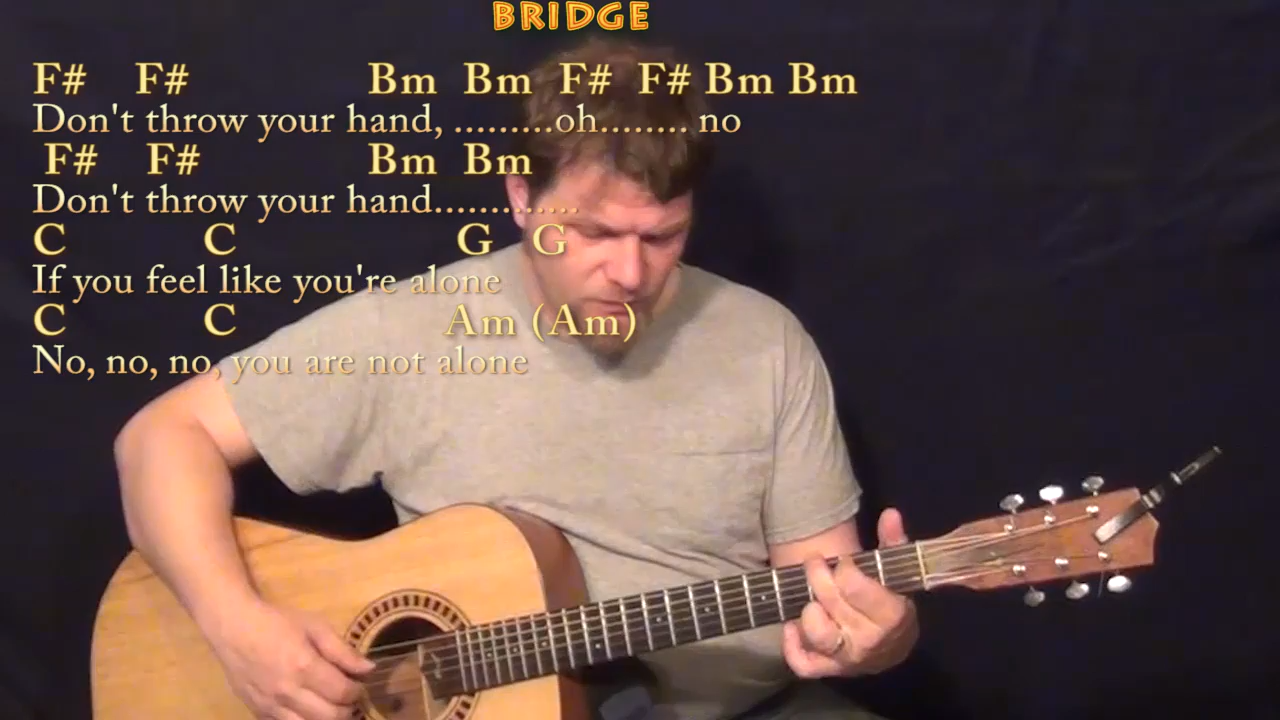 BRIDGE
F# F# Bm Bm F# F# Bm Bm
Don't throw your hand, .........oh........ no
F# F# Bm Bm
Don't throw your hand.............
C C G G
If you feel like you're alone
C C Am (Am)
No, no, no, you are not alone